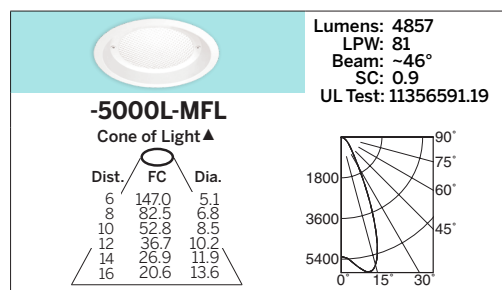 -5000L-MFL
Cone of Light▲
Dist. FC Dia.
6 147.0 5.1
8 82.5 6.8
10 52.8 8.5
12 36.7 10.2
14 26.9 11.9
16 20.6 13.6
Lumens: 4857
LPW: 81
Beam: ~46°
SC: 0.9
UL Test: 11356591.19
90°
75°
1800
60°
3600
45°
5400
0° 15° 30°